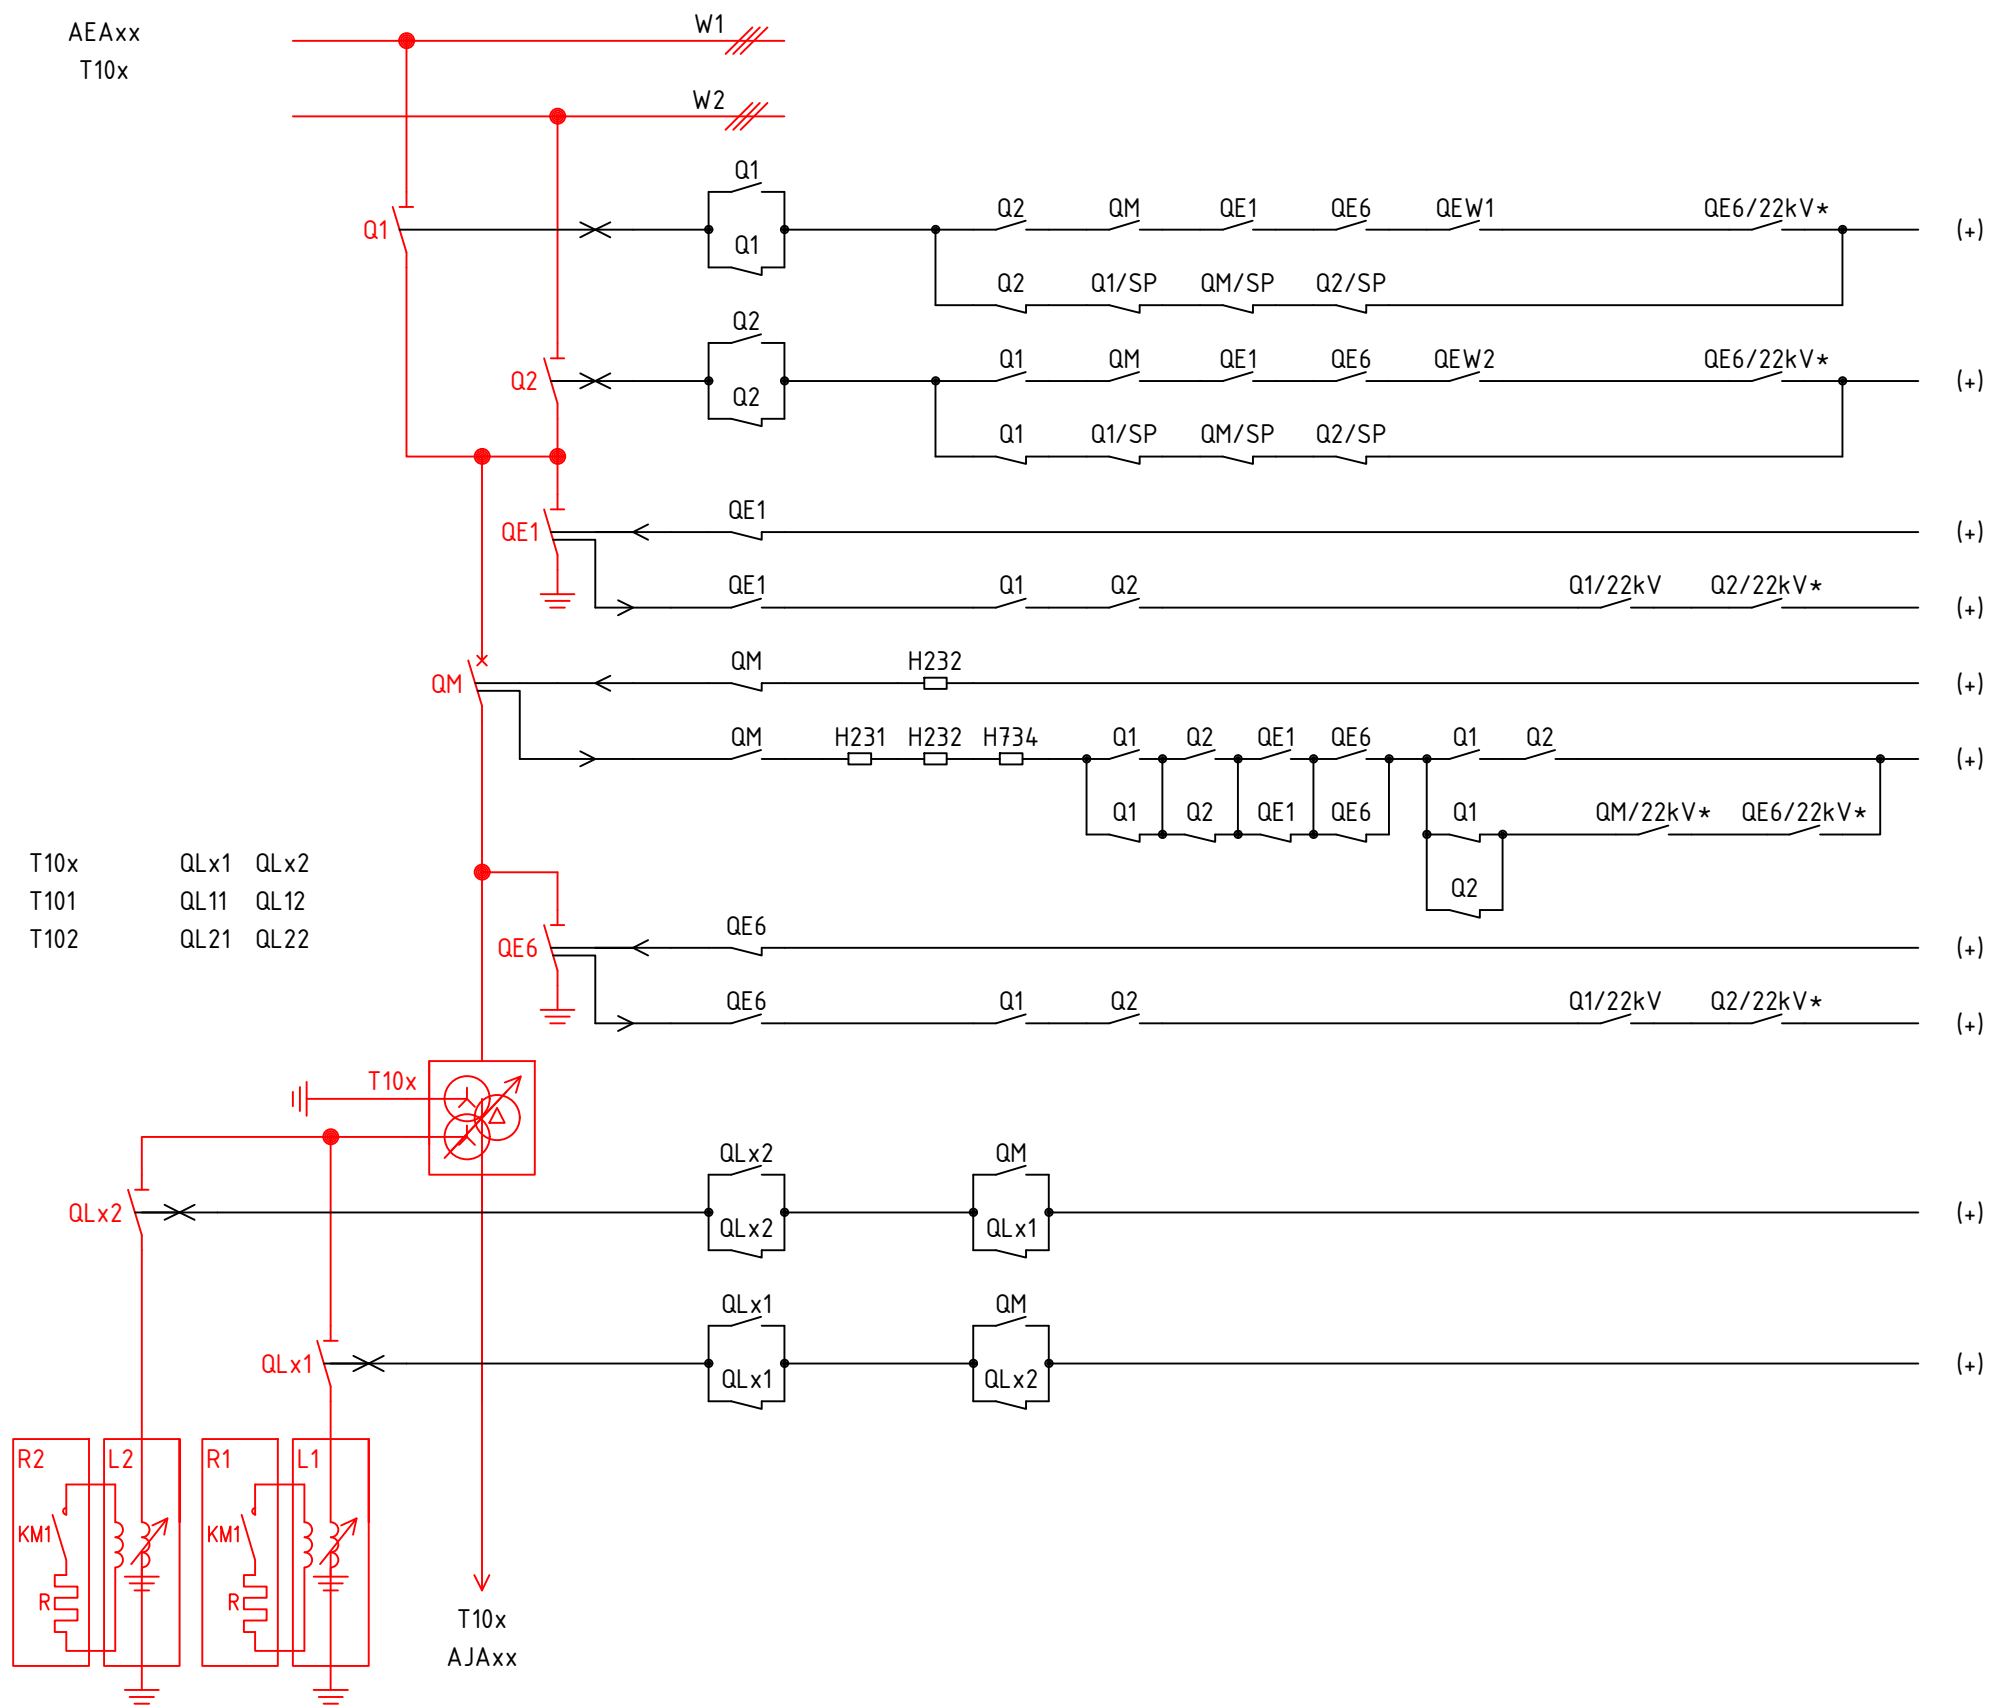 AEAxx W1
T10x
W2
Q1
Q2 QM QE1 QE6 QEW1 QE6/22kV*
Q1 Q1 (+)
Q2 Q1/SP QM/SP Q2/SP
Q2
Q1 QM QE1 QE6 QEW2 QE6/22kV*
Q2 Q2 (+)
Q1 Q1/SP QM/SP Q2/SP
QE1
QE1 (+)
QE1 Q1 Q2 Q1/22kV Q2/22kV*
(+)
QM H232
QM (+)
QM H231 H232 H734 Q1 Q2 QE1 QE6 Q1 Q2
(+)
Q1 Q2 QE1 QE6 Q1 QM/22kV* QE6/22kV*
T10x QLx1 QLx2
Q2
T101 QL11 QL12
QE6
T102 QL21 QL22
QE6 (+)
QE6 Q1 Q2 Q1/22kV Q2/22kV*
(+)
T10x
QLx2 QM
QLx2 (+)
QLx2 QLx1
QLx1 QM
QLx1 (+)
QLx1 QLx2
R2 L2 R1 L1
KM1 KM1
R R
T10x
AJAxx